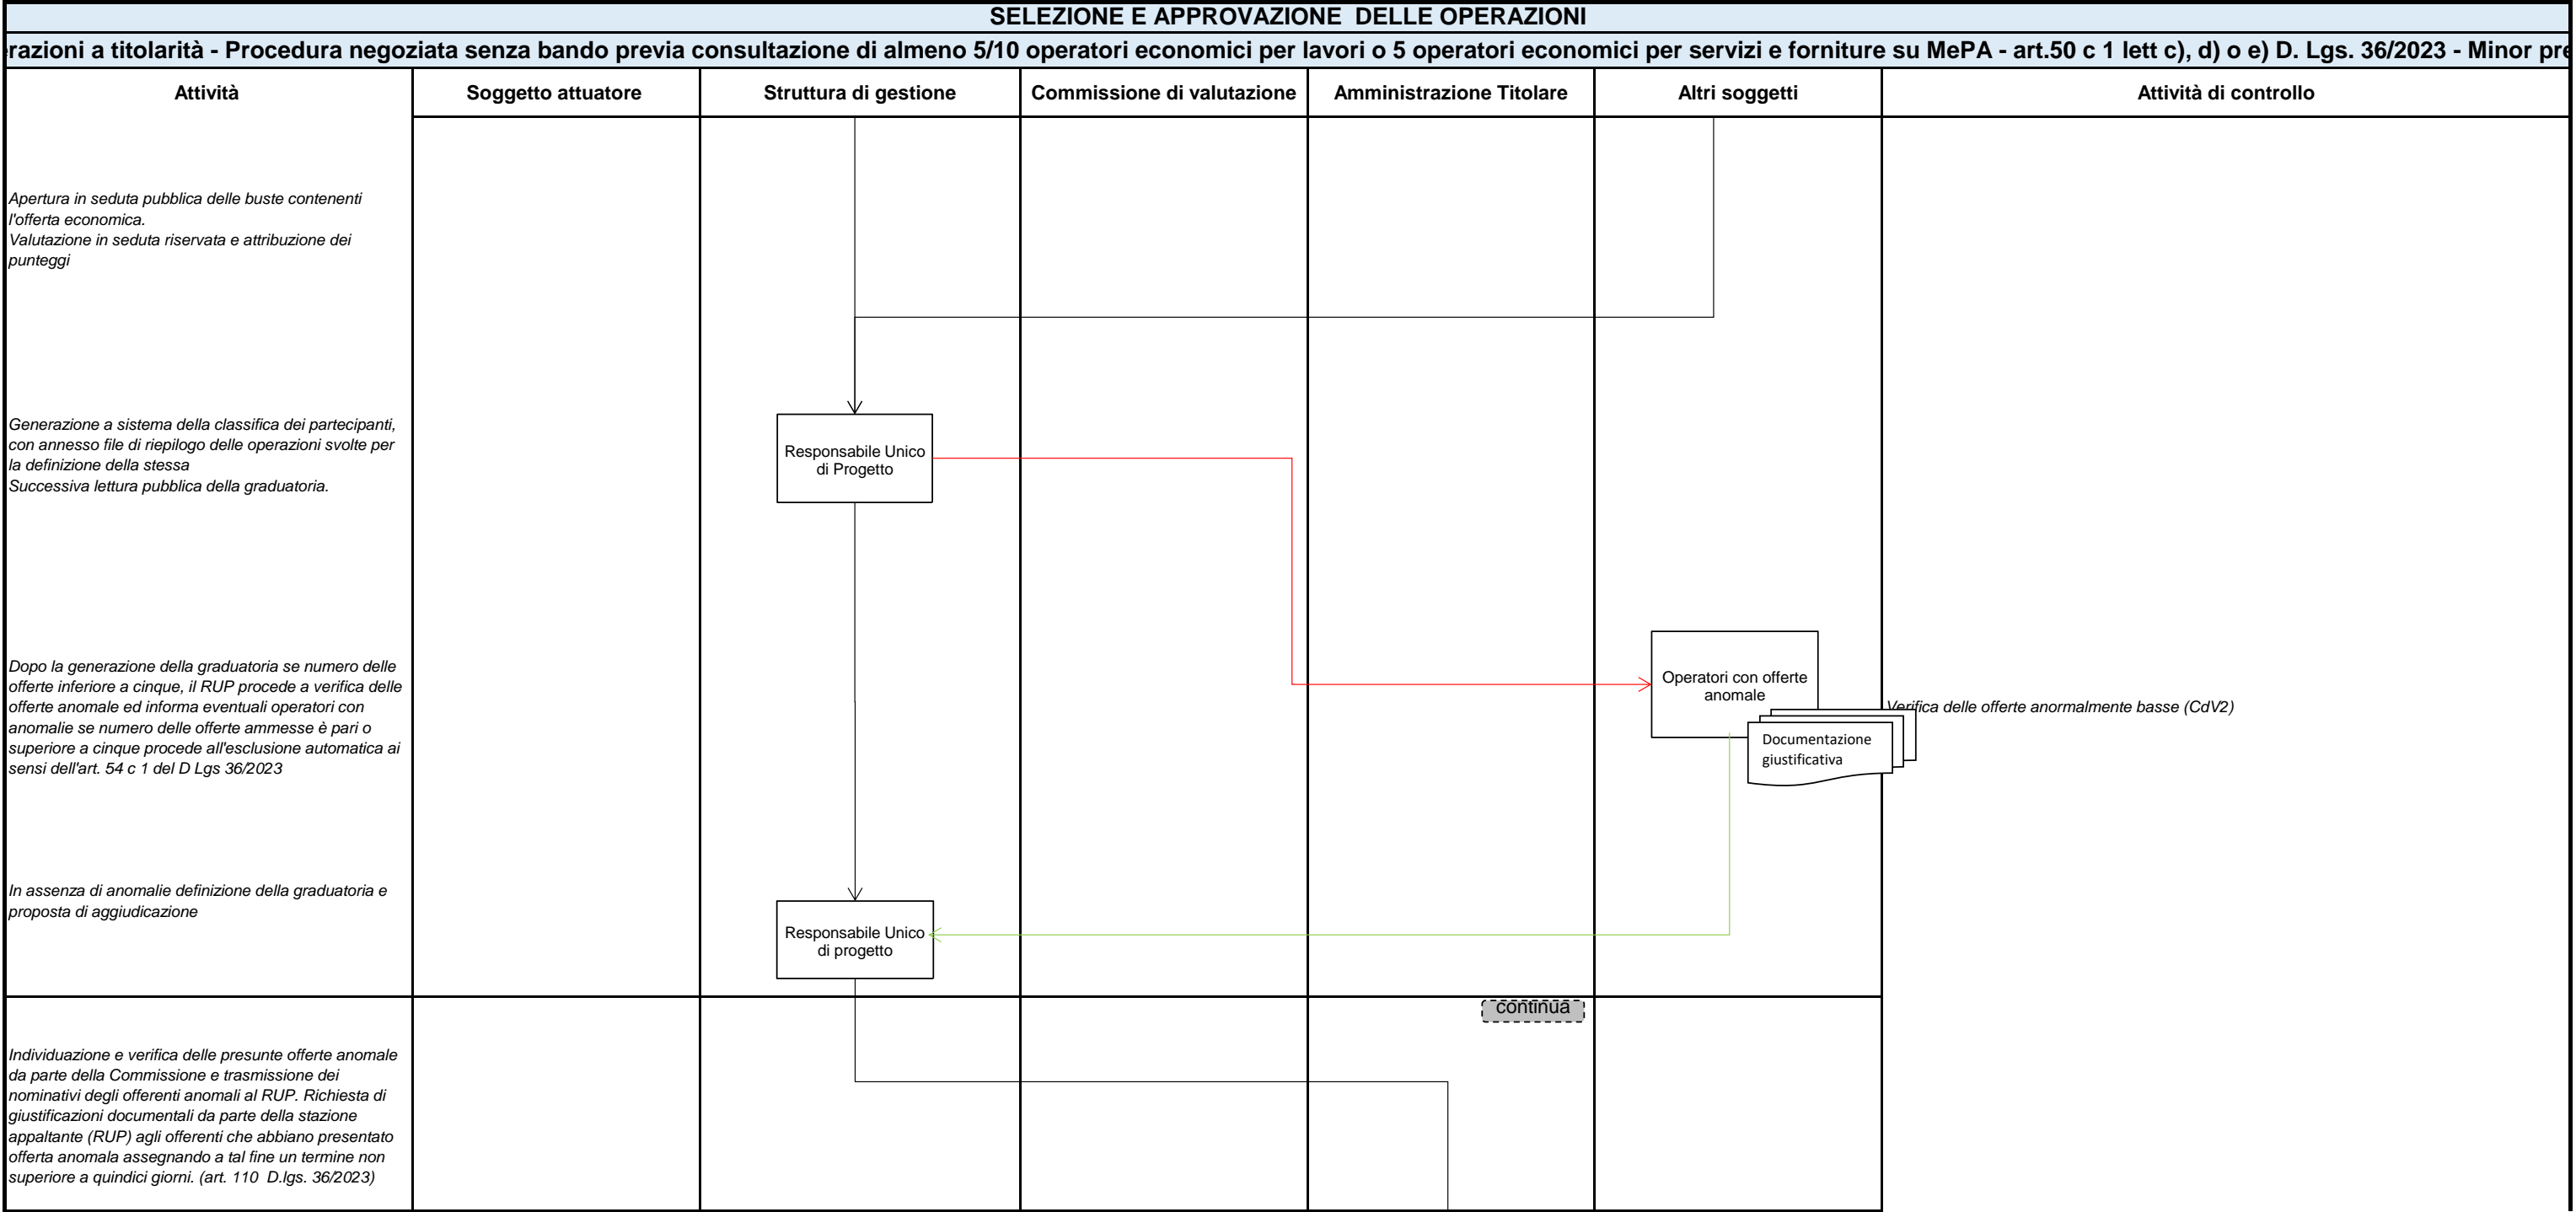 SELEZIONE E APPROVAZIONE DELLE OPERAZIONI
razioni a titolarità - Procedura negoziata senza bando previa consultazione di almeno 5/10 operatori economici per lavori o 5 operatori economici per servizi e forniture su MePA - art.50 c 1 lett c), d) o e) D. Lgs. 36/2023 - Minor pre
Attività
Soggetto attuatore
Struttura di gestione
Commissione di valutazione
Amministrazione Titolare
Altri soggetti
Attività di controllo
Apertura in seduta pubblica delle buste contenenti
l'offerta economica.
Valutazione in seduta riservata e attribuzione dei
punteggi
Generazione a sistema della classifica dei partecipanti,
con annesso file di riepilogo delle operazioni svolte per
la definizione della stessa
Successiva lettura pubblica della graduatoria.
Responsabile Unico
di Progetto
Dopo la generazione della graduatoria se numero delle
offerte inferiore a cinque, il RUP procede a verifica delle
offerte anomale ed informa eventuali operatori con
anomalie se numero delle offerte ammesse è pari o
superiore a cinque procede all'esclusione automatica ai
sensi dell'art. 54 c 1 del D Lgs 36/2023
Operatori con offerte
anomale
Documentazione
giustificativa
Verifica delle offerte anormalmente basse (CdV2)
In assenza di anomalie definizione della graduatoria e
proposta di aggiudicazione
Responsabile Unico
di progetto
continua
Individuazione e verifica delle presunte offerte anomale
da parte della Commissione e trasmissione dei
nominativi degli offerenti anomali al RUP. Richiesta di
giustificazioni documentali da parte della stazione
appaltante (RUP) agli offerenti che abbiano presentato
offerta anomala assegnando a tal fine un termine non
superiore a quindici giorni. (art. 110 D.lgs. 36/2023)